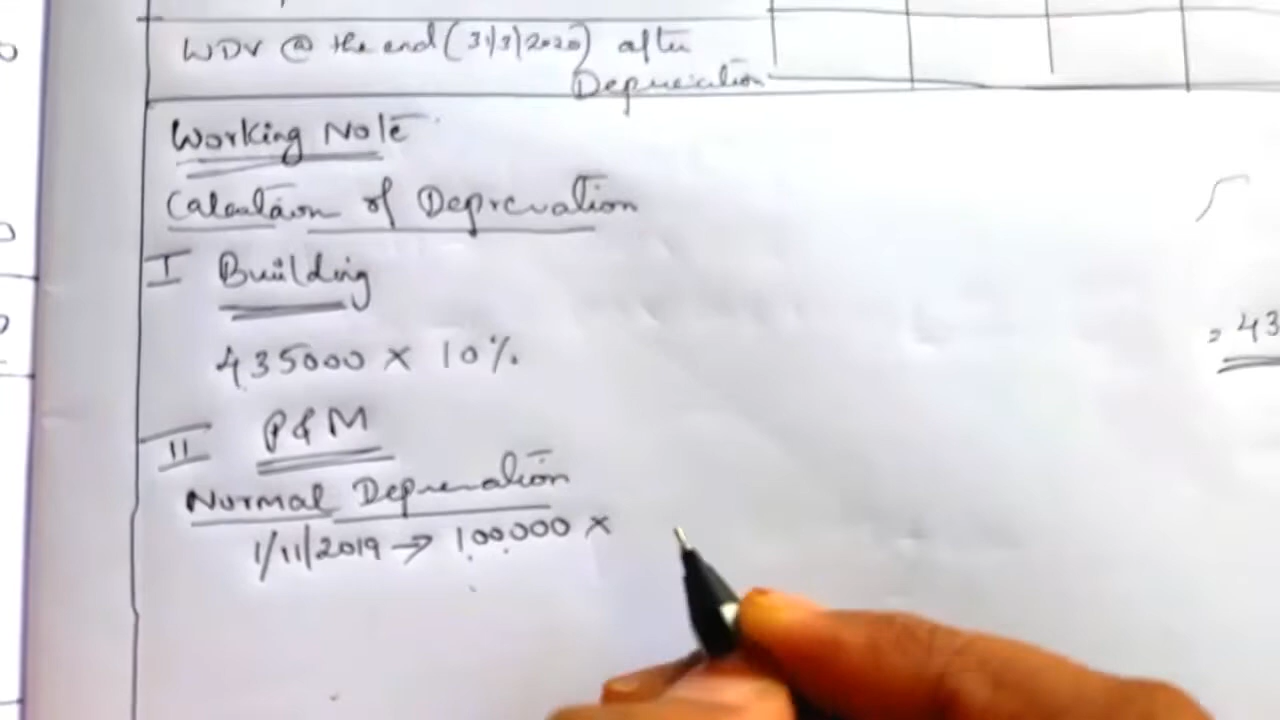 WDV @ the end (31/3/2020) after
Depreciation
Working Note
Calculation of Depreciation
I Building
435000 × 10%.
= 43
II P&M
Normal Depreciation
1/11/2019 → 1,00,000 ×